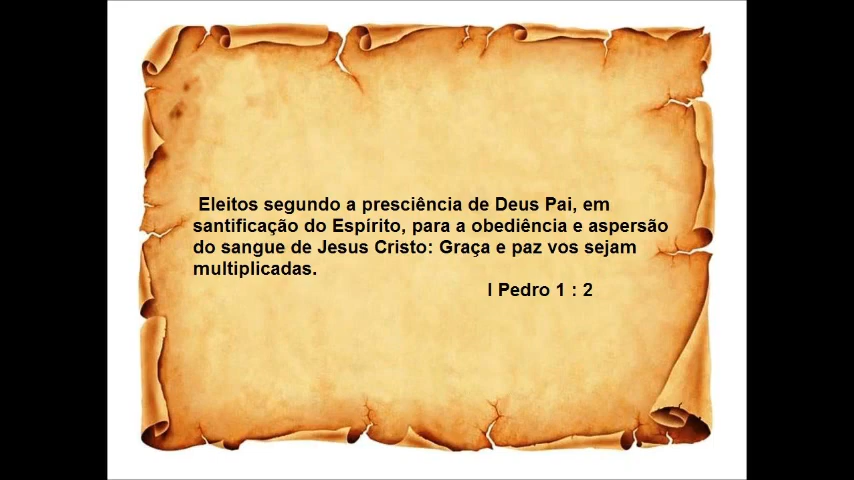 Eleitos segundo a presciência de Deus Pai, em
santificação do Espírito, para a obediência e aspersão
do sangue de Jesus Cristo: Graça e paz vos sejam
multiplicadas.
I Pedro 1 : 2